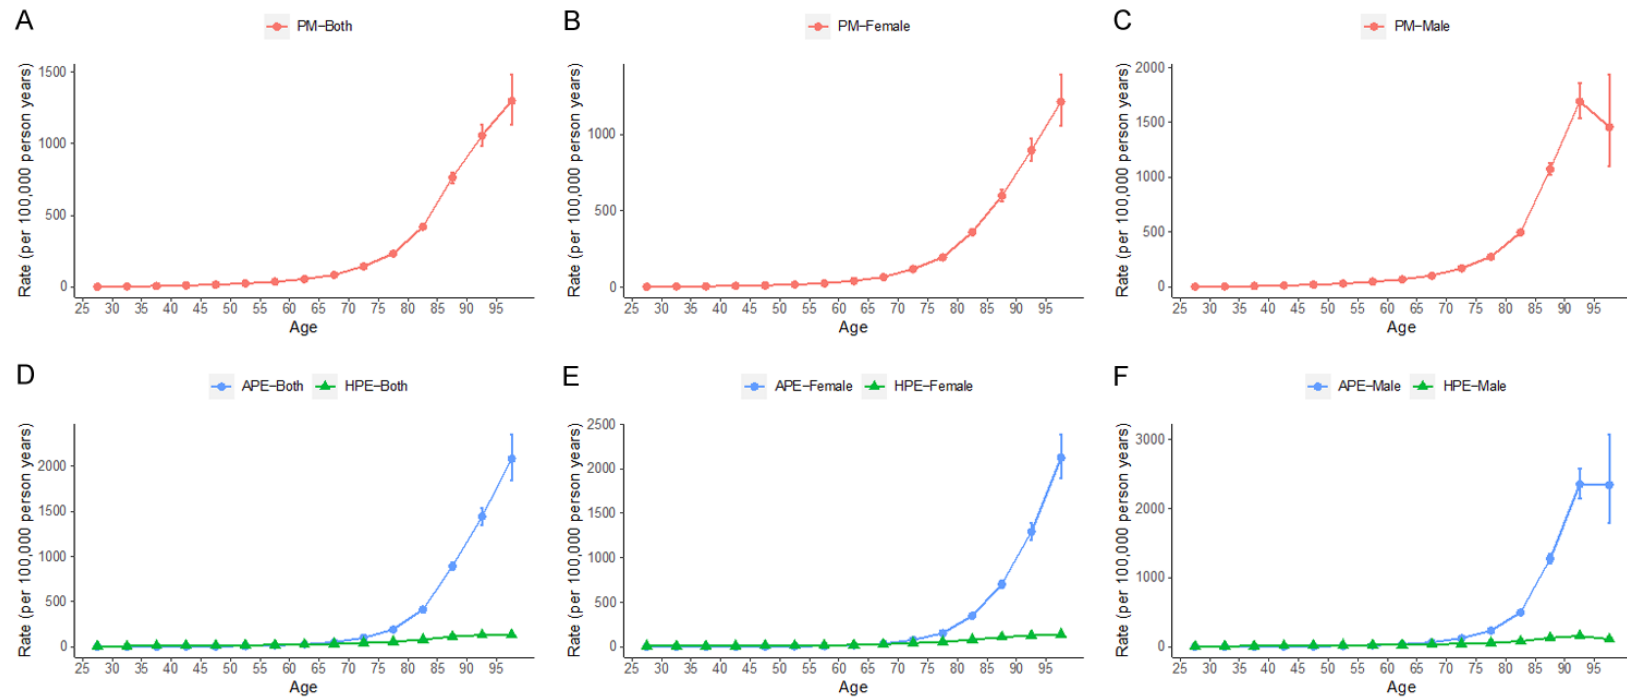 A
PM−Both
Rate (per 100,000 person years)
1500
1000
500
0
25 30 35 40 45 50 55 60 65 70 75 80 85 90 95
Age
B
PM−Female
Rate (per 100,000 person years)
1000
500
0
25 30 35 40 45 50 55 60 65 70 75 80 85 90 95
Age
C
PM−Male
Rate (per 100,000 person years)
2000
1500
1000
500
0
25 30 35 40 45 50 55 60 65 70 75 80 85 90 95
Age
D
APE−Both HPE−Both
Rate (per 100,000 person years)
2000
1500
1000
500
0
25 30 35 40 45 50 55 60 65 70 75 80 85 90 95
Age
E
APE−Female HPE−Female
Rate (per 100,000 person years)
2500
2000
1500
1000
500
0
25 30 35 40 45 50 55 60 65 70 75 80 85 90 95
Age
F
APE−Male HPE−Male
Rate (per 100,000 person years)
3000
2000
1000
0
25 30 35 40 45 50 55 60 65 70 75 80 85 90 95
Age